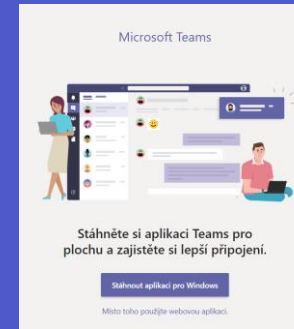 Microsoft Teams
Stáhněte si aplikaci Teams pro
plochu a zajistěte si lepší připojení.
Stáhnout aplikaci pro Windows
Místo toho použijte webovou aplikaci.